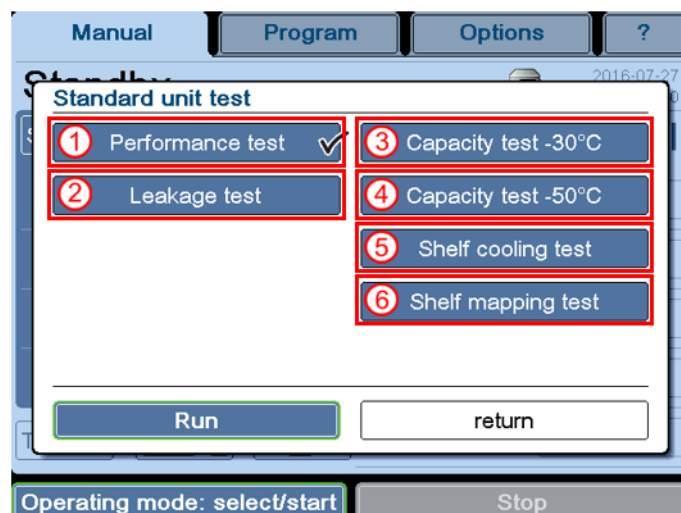 Manual Program Options ?
Standby 2016-07-27
Standard unit test
1 Performance test 3 Capacity test -30°C
2 Leakage test 4 Capacity test -50°C
5 Shelf cooling test
6 Shelf mapping test
Run return
Operating mode: select/start Stop